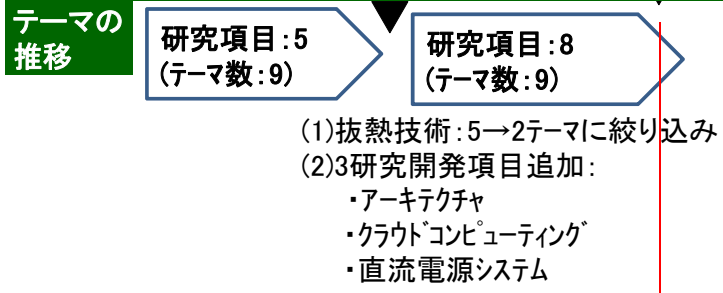 テーマの
推移
研究項目:5
(テーマ数:9)
研究項目:8
(テーマ数:9)
(1)抜熱技術:5→2テーマに絞り込み
(2)3研究開発項目追加:
・アーキテクチャ
・クラウドコンピューティング
・直流電源システム